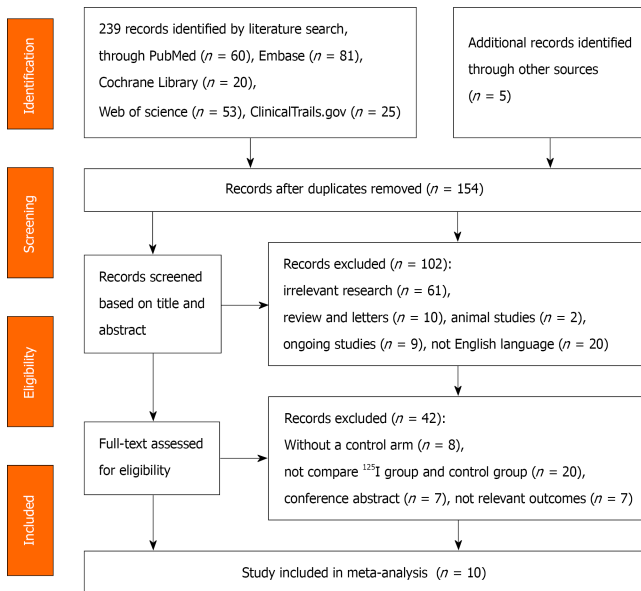 Identification
239 records identified by literature search,
through PubMed (n = 60), Embase (n = 81),
Cochrane Library (n = 20),
Web of science (n = 53), ClinicalTrails.gov (n = 25)
Additional records identified
through other sources
(n = 5)
Screening
Records after duplicates removed (n = 154)
Records screened
based on title and
abstract
Records excluded (n = 102):
irrelevant research (n = 61),
review and letters (n = 10), animal studies (n = 2),
ongoing studies (n = 9), not English language (n = 20)
Eligibility
Full-text assessed
for eligibility
Records excluded (n = 42):
Without a control arm (n = 8),
not compare ¹²⁵I group and control group (n = 20),
conference abstract (n = 7), not relevant outcomes (n = 7)
Included
Study included in meta-analysis (n = 10)